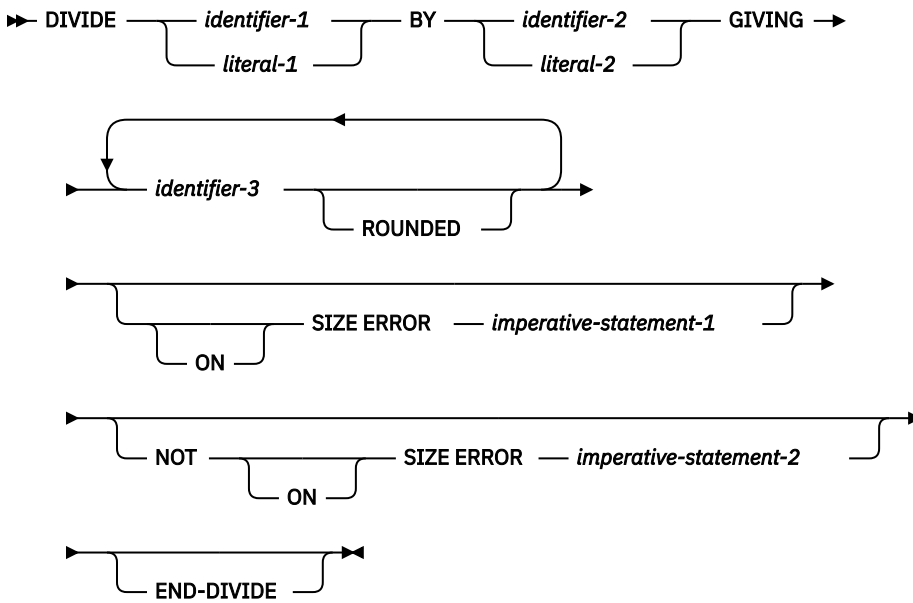 DIVIDE identifier-1 BY identifier-2 GIVING
literal-1 literal-2
identifier-3
ROUNDED
SIZE ERROR imperative-statement-1
ON
NOT SIZE ERROR imperative-statement-2
ON
END-DIVIDE